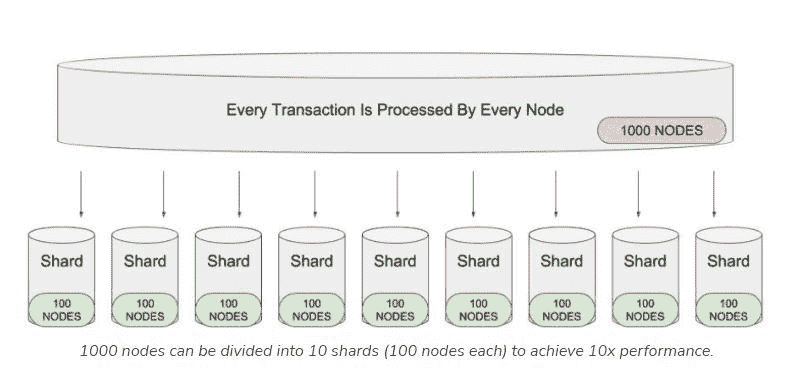 Every Transaction Is Processed By Every Node
1000 NODES
Shard
Shard
Shard
Shard
Shard
Shard
Shard
Shard
Shard
100
NODES
100
NODES
100
NODES
100
NODES
100
NODES
100
NODES
100
NODES
100
NODES
100
NODES
1000 nodes can be divided into 10 shards (100 nodes each) to achieve 10x performance.